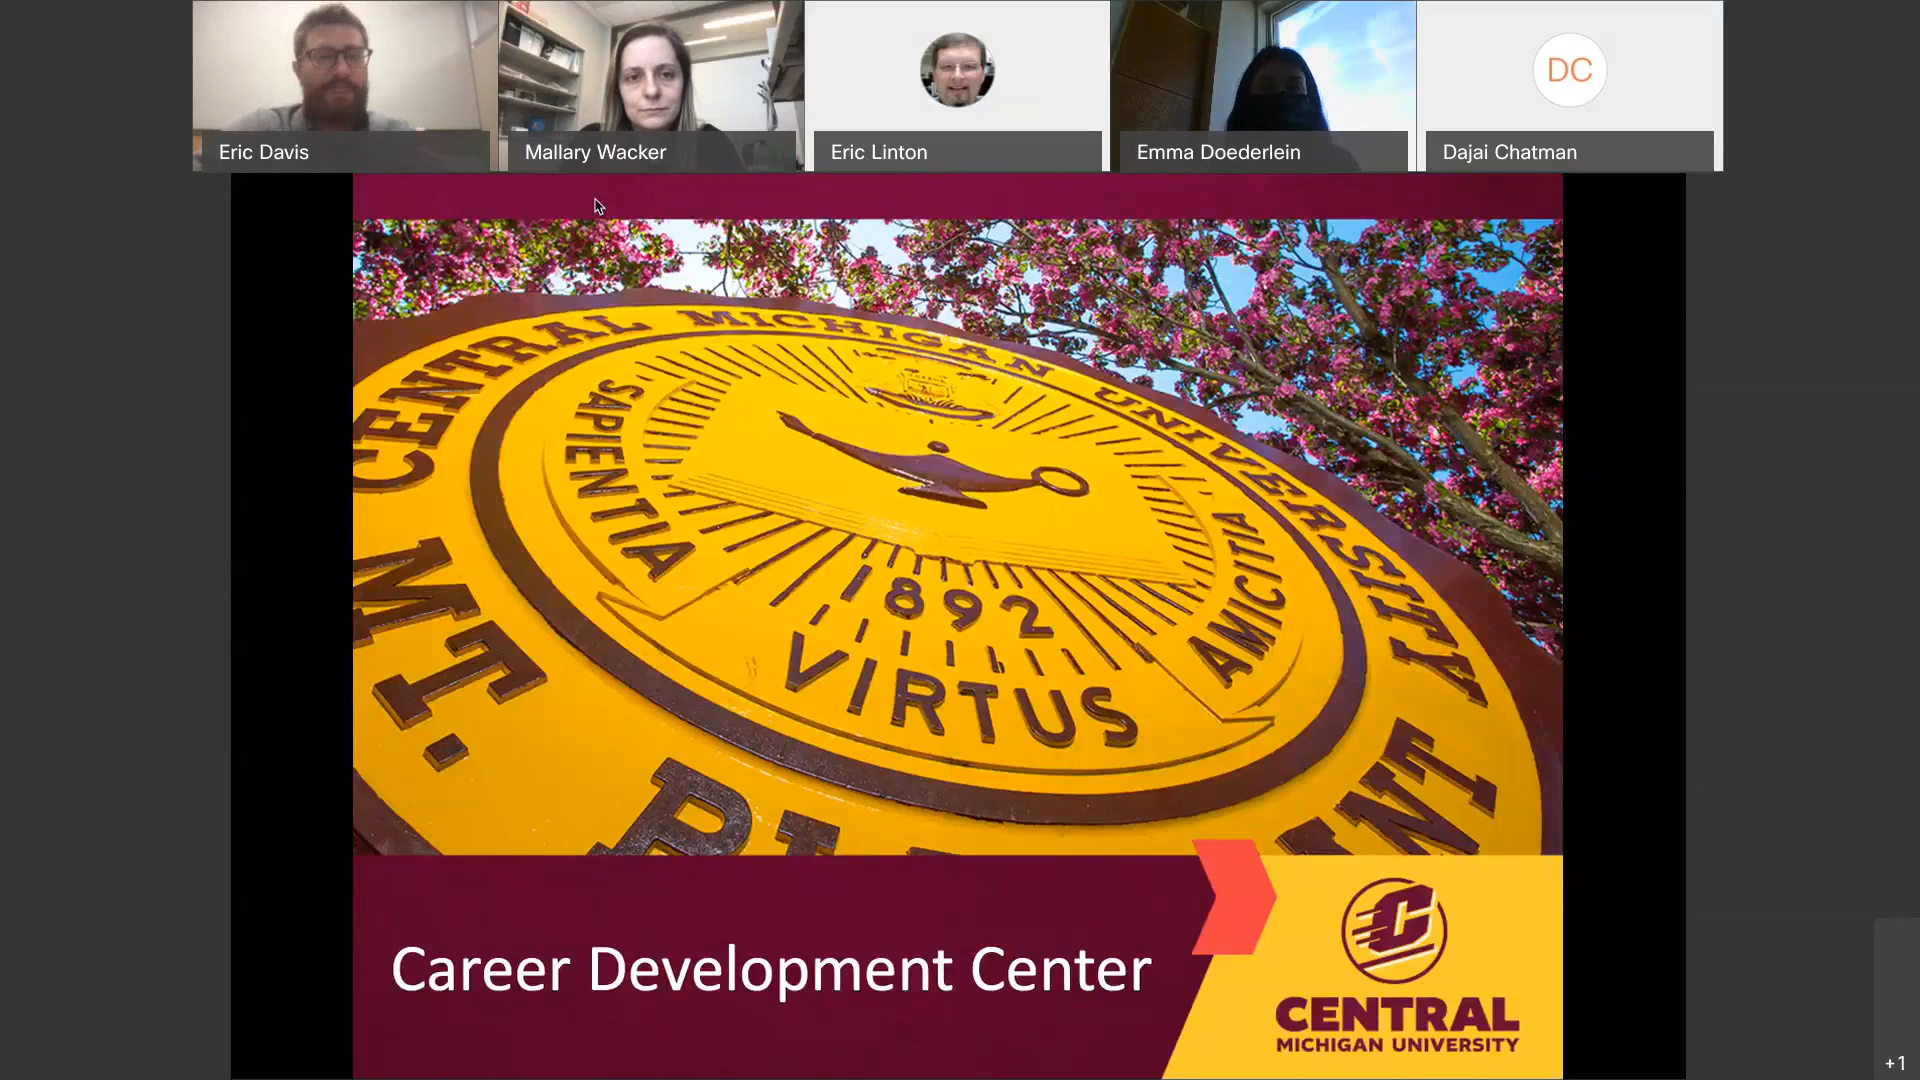 Eric Davis
Mallary Wacker
Eric Linton
Emma Doederlein
DC
Dajai Chatman
CENTRAL MICHIGAN UNIVERSITY
SAPIENTIA
AMICITIA
1892
VIRTUS
MT.
Career Development Center
C
CENTRAL
MICHIGAN UNIVERSITY
+1